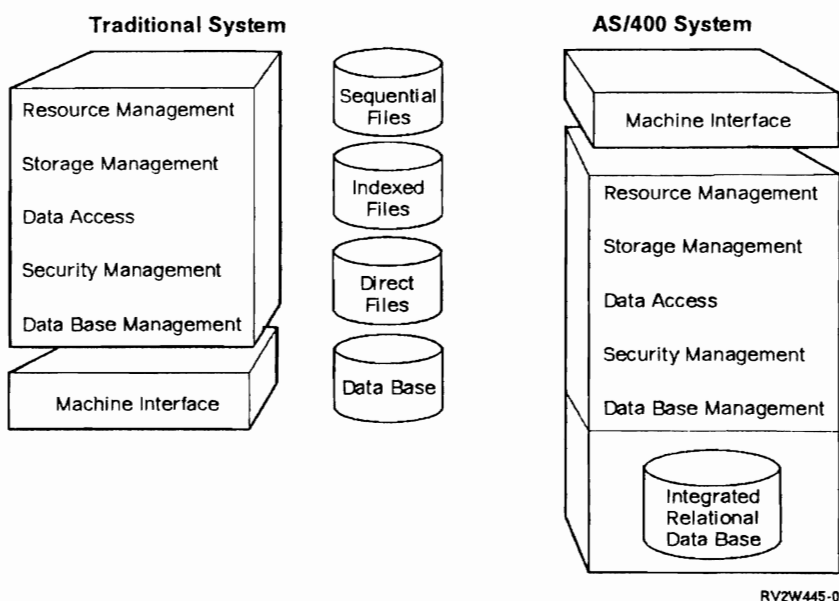 Traditional System
Resource Management
Storage Management
Data Access
Security Management
Data Base Management
Machine Interface
Sequential
Files
Indexed
Files
Direct
Files
Data Base
AS/400 System
Machine Interface
Resource Management
Storage Management
Data Access
Security Management
Data Base Management
Integrated
Relational
Data Base
RV2W445-0